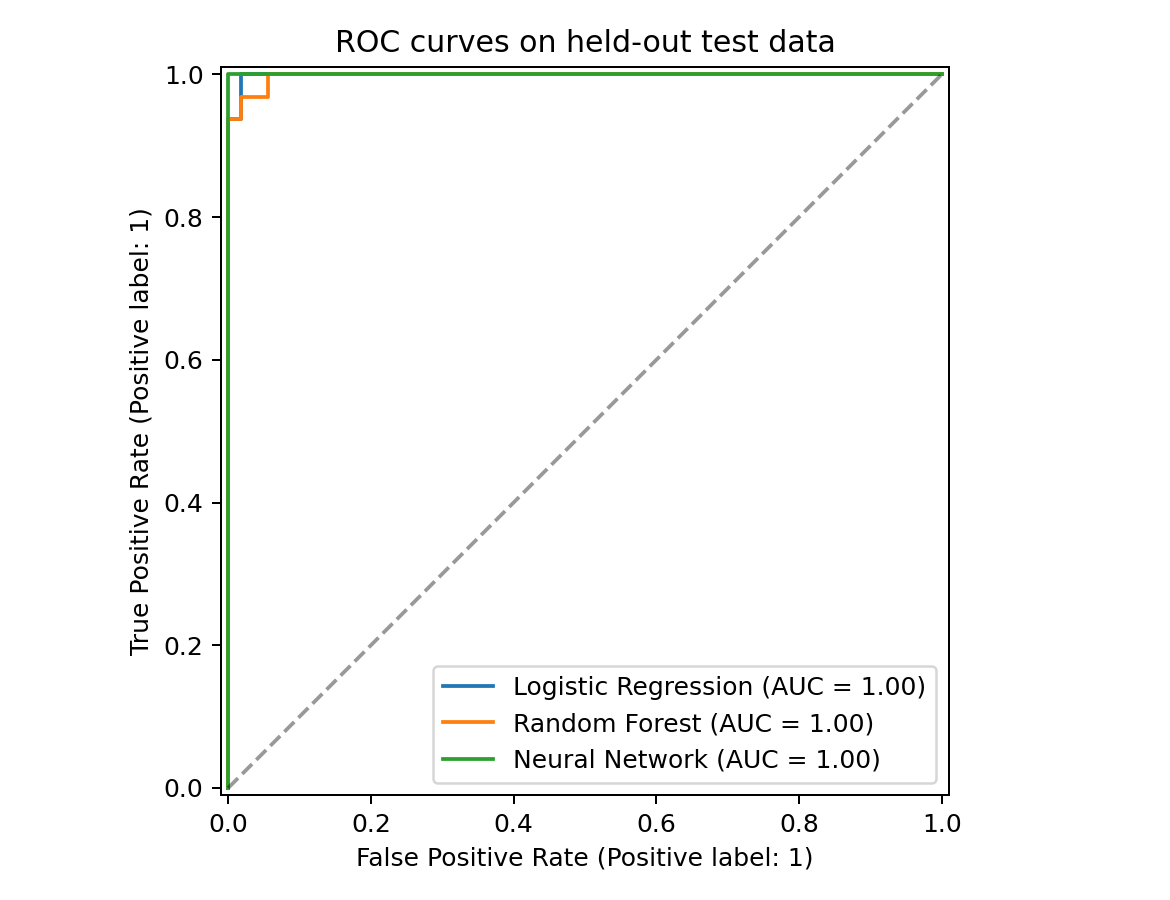 ROC curves on held-out test data
1.0
0.8
0.6
0.4
0.2
0.0
True Positive Rate (Positive label: 1)
Logistic Regression (AUC = 1.00)
Random Forest (AUC = 1.00)
Neural Network (AUC = 1.00)
0.0 0.2 0.4 0.6 0.8 1.0
False Positive Rate (Positive label: 1)